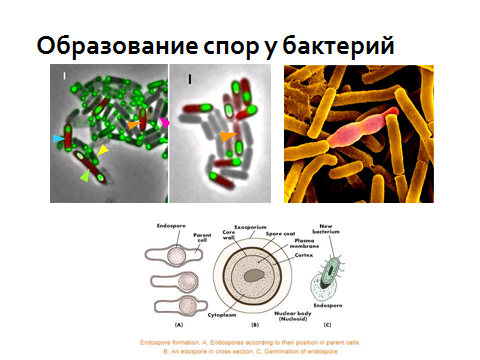 Образование спор у бактерий
Endospore
Parent cell
Exosporium
Core wall
Spore coat
Plasma membrane
Cortex
New bacterium
Cytoplasm
Nuclear body (Nucleoid)
Endospore
(A)
(B)
(C)
Endospore formation. A, Endospores according to their position in parent cells.
B, An edospore in cross-section. C, Germination of endospore